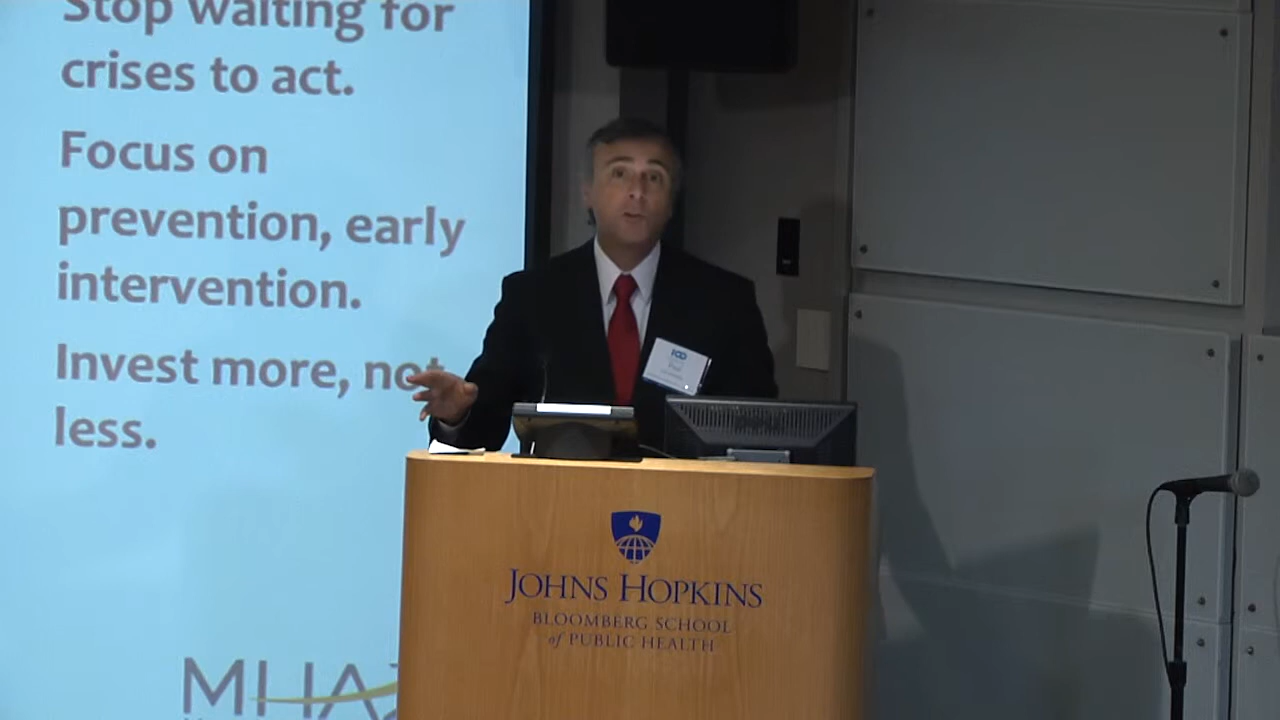 Stop waiting for
crises to act.
Focus on
prevention, early
intervention.
Invest more, not
less.
MHA
JOHNS HOPKINS
BLOOMBERG SCHOOL
of PUBLIC HEALTH